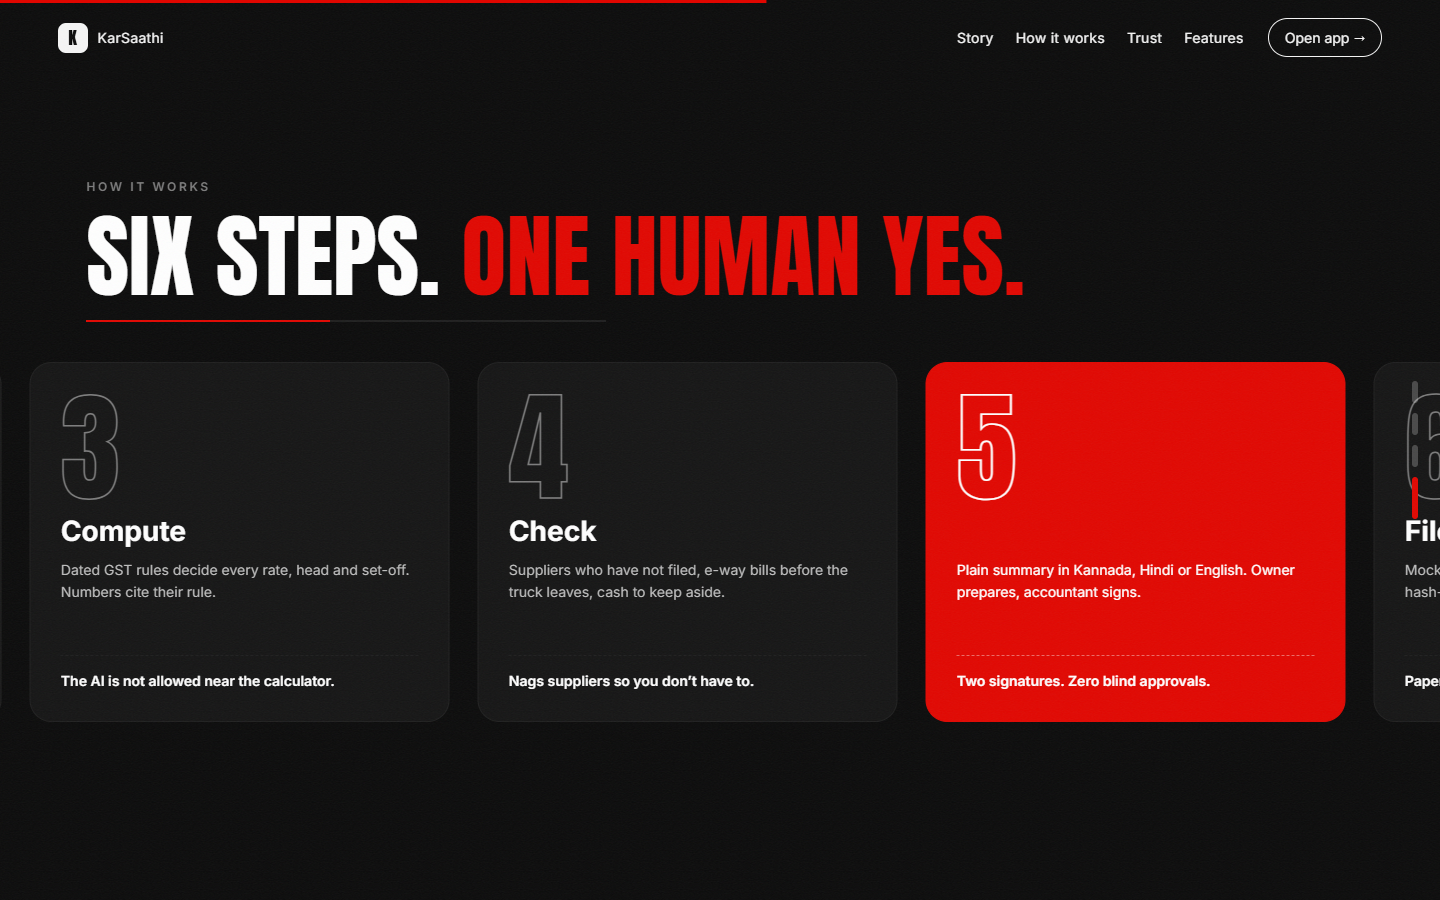 K KarSaathi
Story How it works Trust Features Open app →
HOW IT WORKS
SIX STEPS. ONE HUMAN YES.
3
Compute
Dated GST rules decide every rate, head and set-off.
Numbers cite their rule.
The AI is not allowed near the calculator.
4
Check
Suppliers who have not filed, e-way bills before the
truck leaves, cash to keep aside.
Nags suppliers so you don’t have to.
5
Plain summary in Kannada, Hindi or English. Owner
prepares, accountant signs.
Two signatures. Zero blind approvals.
6
Mock
hash-